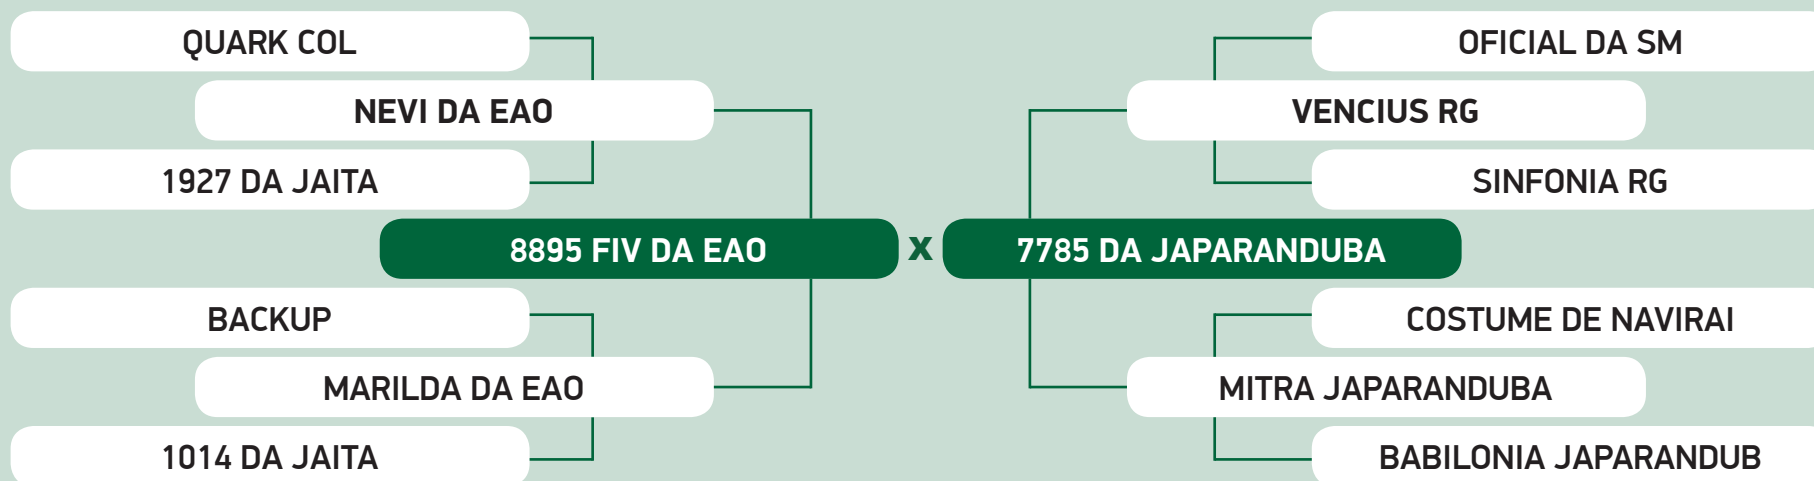 QUARK COL
OFICIAL DA SM
NEVI DA EAO
VENCIUS RG
1927 DA JAITA
SINFONIA RG
8895 FIV DA EAO X 7785 DA JAPARANDUBA
BACKUP
COSTUME DE NAVIRAI
MARILDA DA EAO
MITRA JAPARANDUBA
1014 DA JAITA
BABILONIA JAPARANDUB